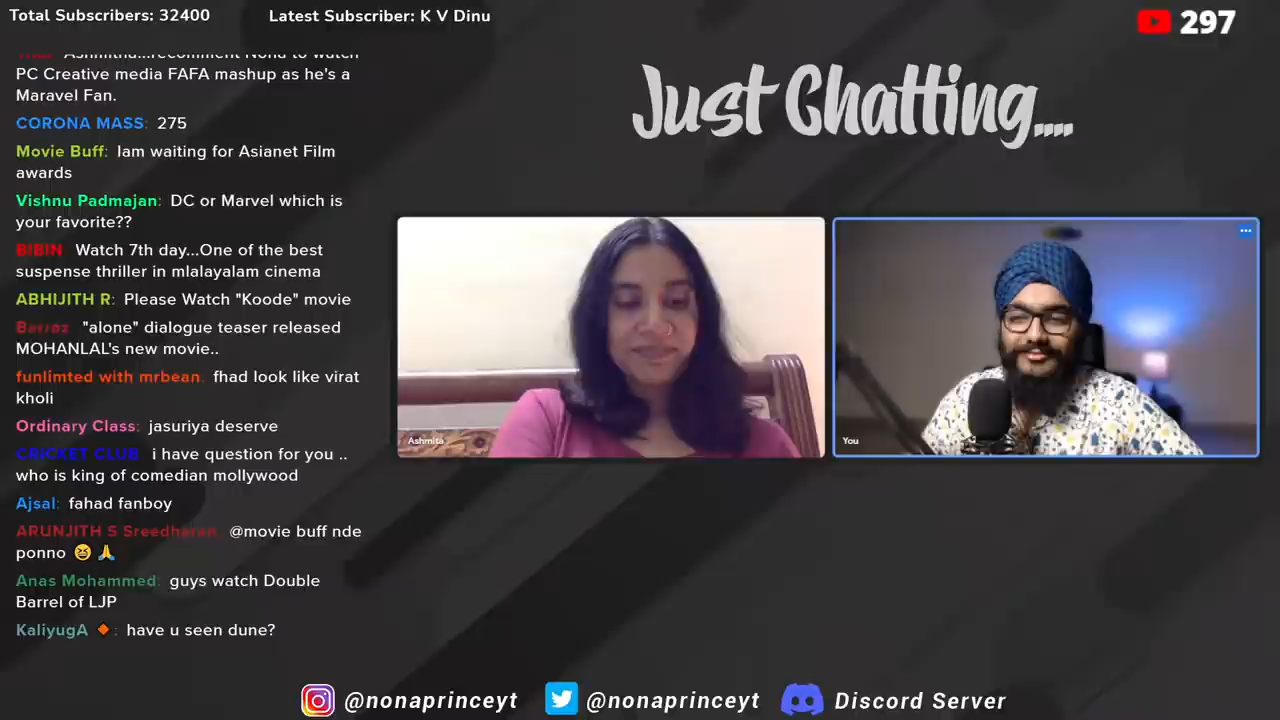 Total Subscribers: 32400
Latest Subscriber: K V Dinu
297
Just Chatting....
Ashmitha...recomment Nona to watch
PC Creative media FAFA mashup as he's a
Maravel Fan.
CORONA MASS: 275
Movie Buff: Iam waiting for Asianet Film
awards
Vishnu Padmajan: DC or Marvel which is
your favorite??
BIBIN Watch 7th day...One of the best
suspense thriller in mlalayalam cinema
ABHIJITH R: Please Watch "Koode" movie
Barroz "alone" dialogue teaser released
MOHANLAL's new movie..
funlimted with mrbean: fhad look like virat
kholi
Ordinary Class: jasuriya deserve
CRICKET CLUB i have question for you ..
who is king of comedian mollywood
Ajsal: fahad fanboy
ARUNJITH S Sreedharan @movie buff nde
ponno 😆 🙏
Anas Mohammed: guys watch Double
Barrel of LJP
KaliyugA 🔸: have u seen dune?
Ashmita
You
@nonaprinceyt
@nonaprinceyt
Discord Server